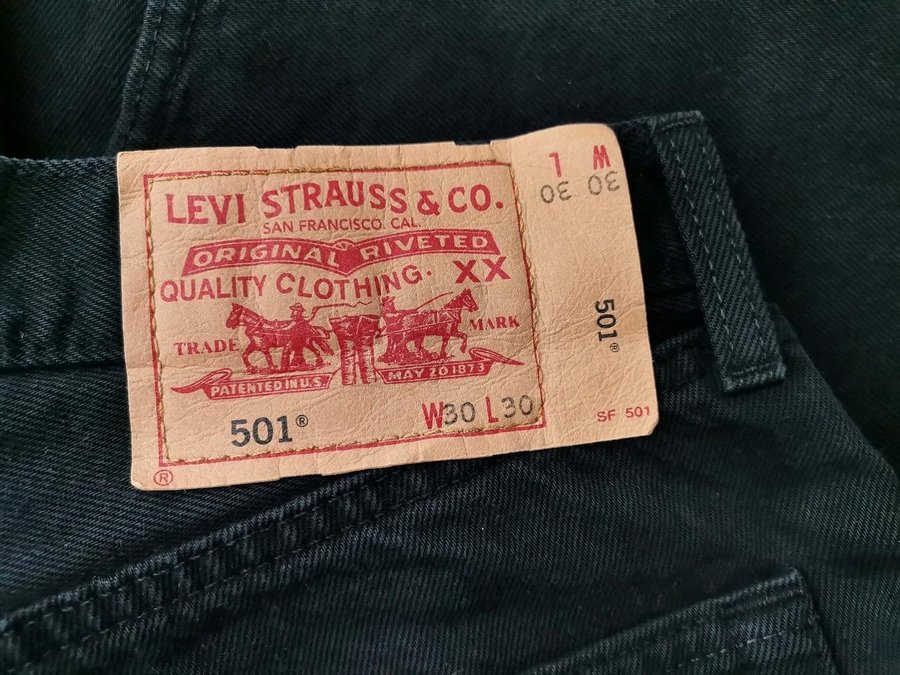 LEVI STRAUSS & CO.
SAN FRANCISCO. CAL.
ORIGINAL RIVETED
QUALITY CLOTHING. XX
TRADE MARK
PATENTED IN U.S MAY 20 1873
501® W30 L30
®
W L
30 30
501®
SF 501